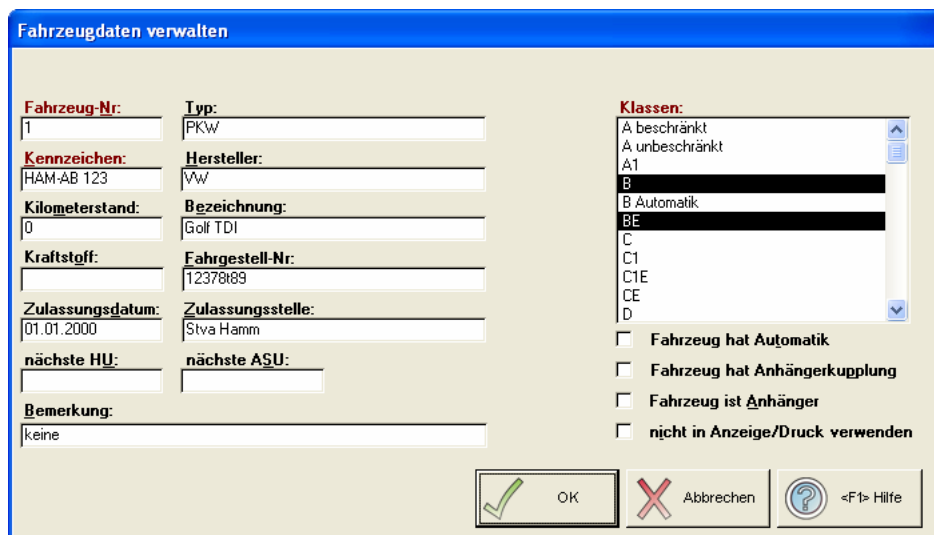 Fahrzeugdaten verwalten
Fahrzeug-Nr:
1
Typ:
PKW
Kennzeichen:
HAM-AB 123
Hersteller:
VW
Kilometerstand:
0
Bezeichnung:
Golf TDI
Kraftstoff:
Fahrgestell-Nr:
12378t89
Zulassungsdatum:
01.01.2000
Zulassungsstelle:
Stva Hamm
nächste HU:
nächste ASU:
Bemerkung:
keine
Klassen:
A beschränkt
A unbeschränkt
A1
B
B Automatik
BE
C
C1
C1E
CE
D
Fahrzeug hat Automatik
Fahrzeug hat Anhängerkupplung
Fahrzeug ist Anhänger
nicht in Anzeige/Druck verwenden
OK
Abbrechen
<F1> Hilfe